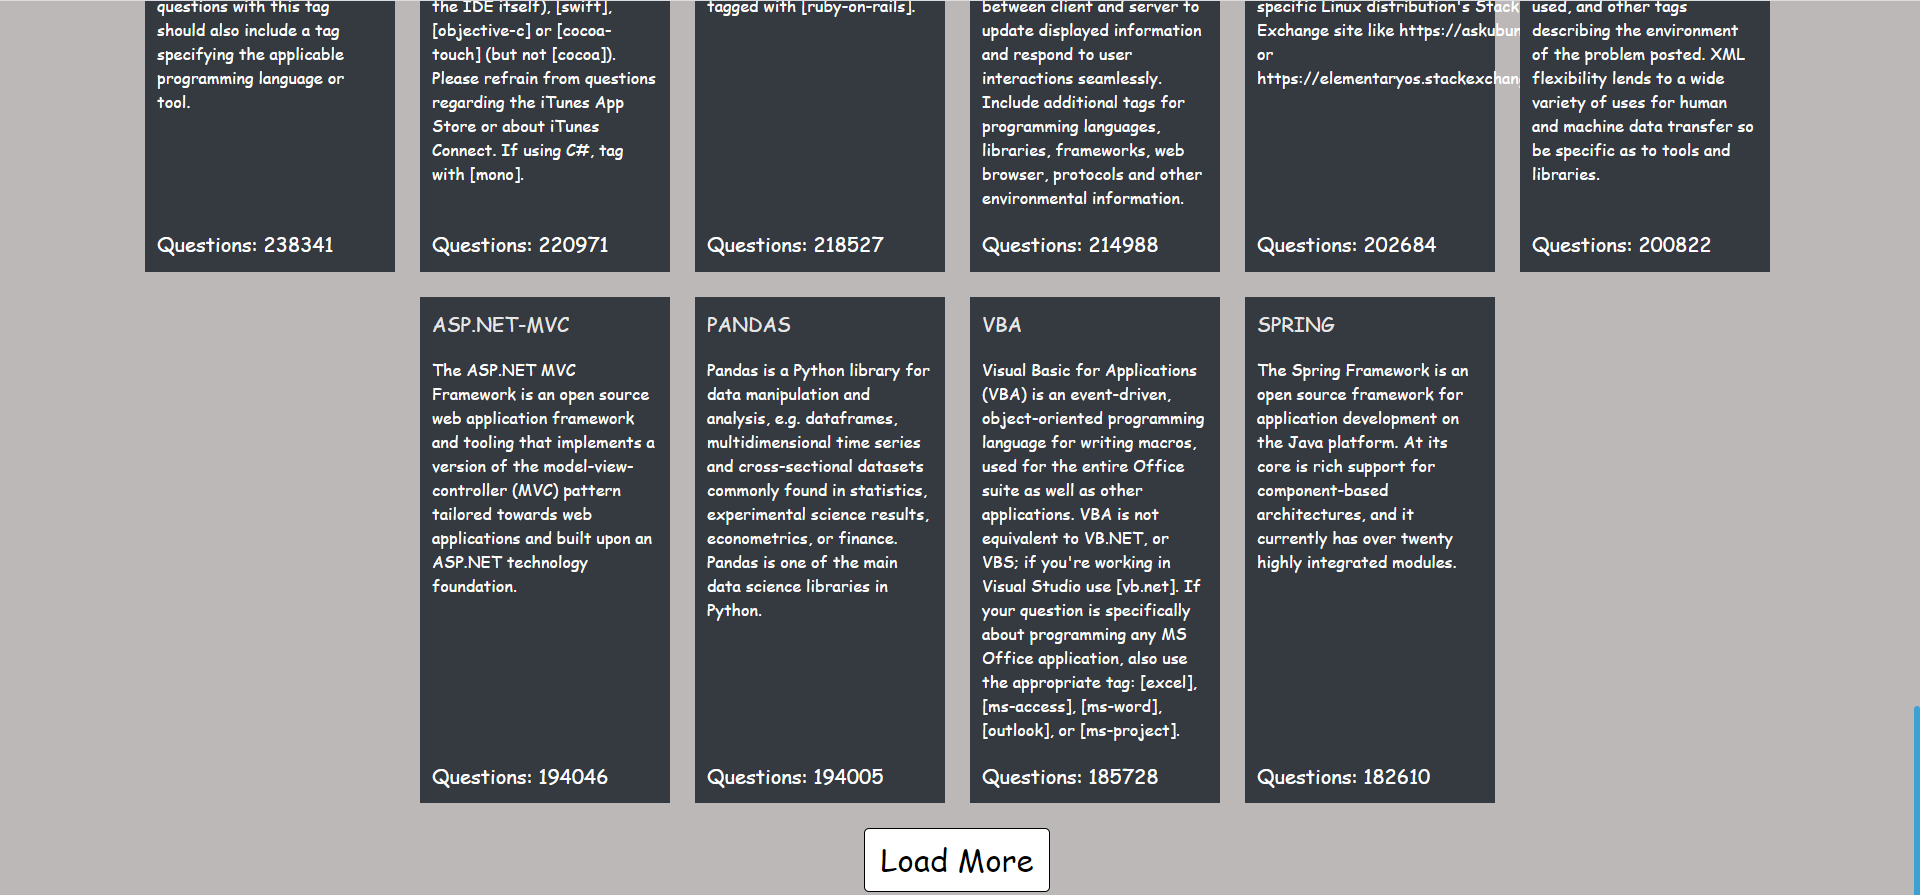 questions with this tag
should also include a tag
specifying the applicable
programming language or
tool.
Questions: 238341
the IDE itself), [swift],
[objective-c] or [cocoa-
touch] (but not [cocoa]).
Please refrain from questions
regarding the iTunes App
Store or about iTunes
Connect. If using C#, tag
with [mono].
Questions: 220971
tagged with [ruby-on-rails].
Questions: 218527
between client and server to
update displayed information
and respond to user
interactions seamlessly.
Include additional tags for
programming languages,
libraries, frameworks, web
browser, protocols and other
environmental information.
Questions: 214988
specific Linux distribution's Stack
Exchange site like https://askubun
or
https://elementaryos.stackexchan
Questions: 202684
used, and other tags
describing the environment
of the problem posted. XML
flexibility lends to a wide
variety of uses for human
and machine data transfer so
be specific as to tools and
libraries.
Questions: 200822
ASP.NET-MVC
The ASP.NET MVC
Framework is an open source
web application framework
and tooling that implements a
version of the model-view-
controller (MVC) pattern
tailored towards web
applications and built upon an
ASP.NET technology
foundation.
Questions: 194046
PANDAS
Pandas is a Python library for
data manipulation and
analysis, e.g. dataframes,
multidimensional time series
and cross-sectional datasets
commonly found in statistics,
experimental science results,
econometrics, or finance.
Pandas is one of the main
data science libraries in
Python.
Questions: 194005
VBA
Visual Basic for Applications
(VBA) is an event-driven,
object-oriented programming
language for writing macros,
used for the entire Office
suite as well as other
applications. VBA is not
equivalent to VB.NET, or
VBS; if you're working in
Visual Studio use [vb.net]. If
your question is specifically
about programming any MS
Office application, also use
the appropriate tag: [excel],
[ms-access], [ms-word],
[outlook], or [ms-project].
Questions: 185728
SPRING
The Spring Framework is an
open source framework for
application development on
the Java platform. At its
core is rich support for
component-based
architectures, and it
currently has over twenty
highly integrated modules.
Questions: 182610
Load More